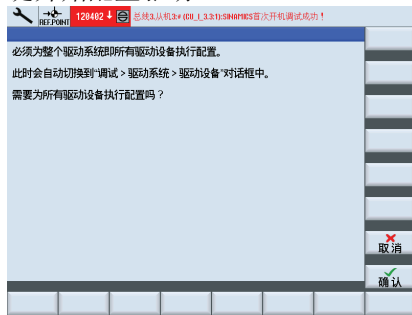 REF.POINT 120402 ↓ 总线3,从机3:# (CU_I_3.3:1):SINAMICS首次开机调试成功！
必须为整个驱动系统即所有驱动设备执行配置。
此时会自动切换到“调试 > 驱动系统 > 驱动设备”对话框中。
需要为所有驱动设备执行配置吗？
取消
确认